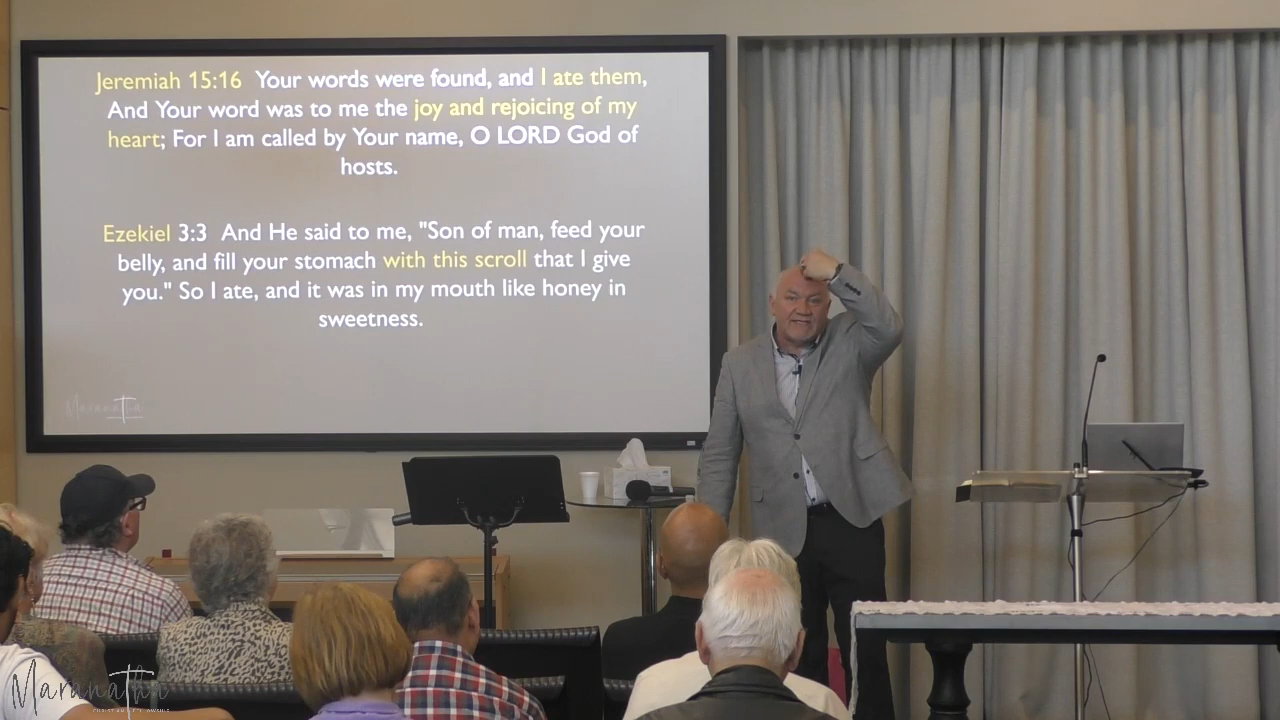 Jeremiah 15:16 Your words were found, and I ate them,
And Your word was to me the joy and rejoicing of my
heart; For I am called by Your name, O LORD God of
hosts.
Ezekiel 3:3 And He said to me, "Son of man, feed your
belly, and fill your stomach with this scroll that I give
you." So I ate, and it was in my mouth like honey in
sweetness.
Maranatha
Maranatha
CHRISTIAN FELLOWSHIP